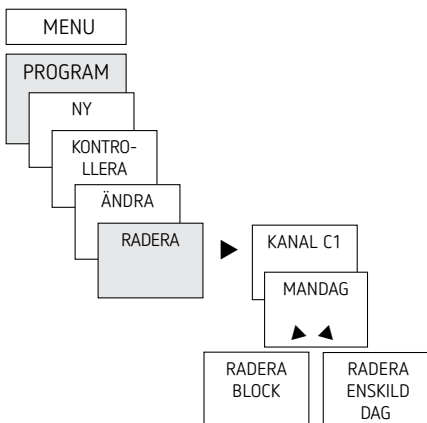 MENU
PROGRAM
NY
KONTRO-
LLERA
ÄNDRA
RADERA
KANAL C1
MANDAG
RADERA
BLOCK
RADERA
ENSKILD
DAG